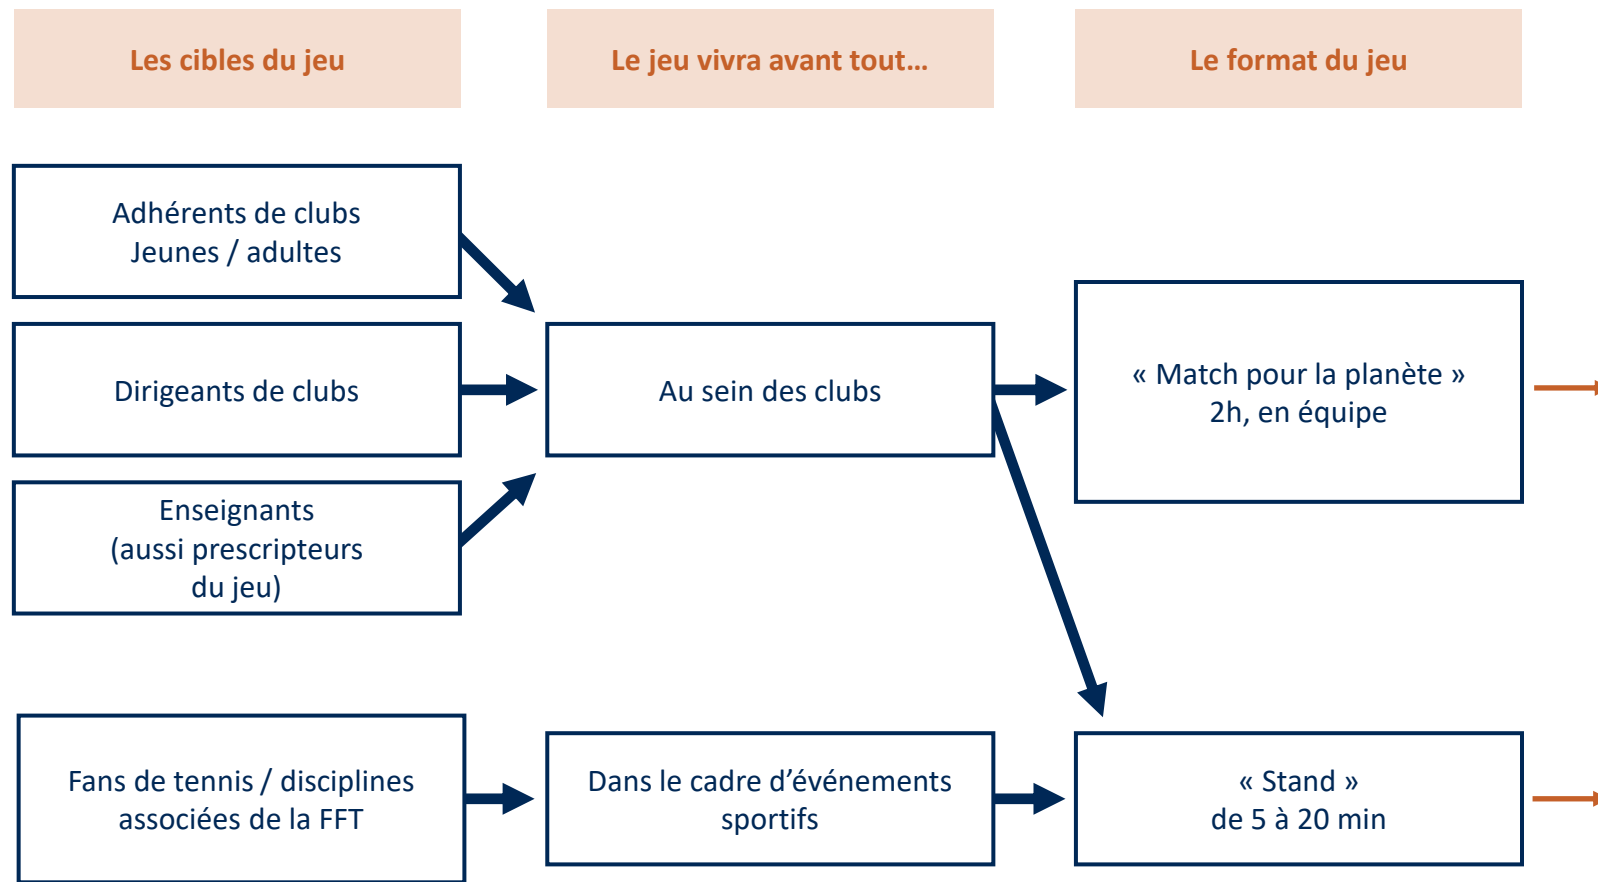 Les cibles du jeu
Le jeu vivra avant tout…
Le format du jeu
Adhérents de clubs
Jeunes / adultes
Dirigeants de clubs
Enseignants
(aussi prescripteurs
du jeu)
Au sein des clubs
« Match pour la planète »
2h, en équipe
Fans de tennis / disciplines
associées de la FFT
Dans le cadre d'événements
sportifs
« Stand »
de 5 à 20 min